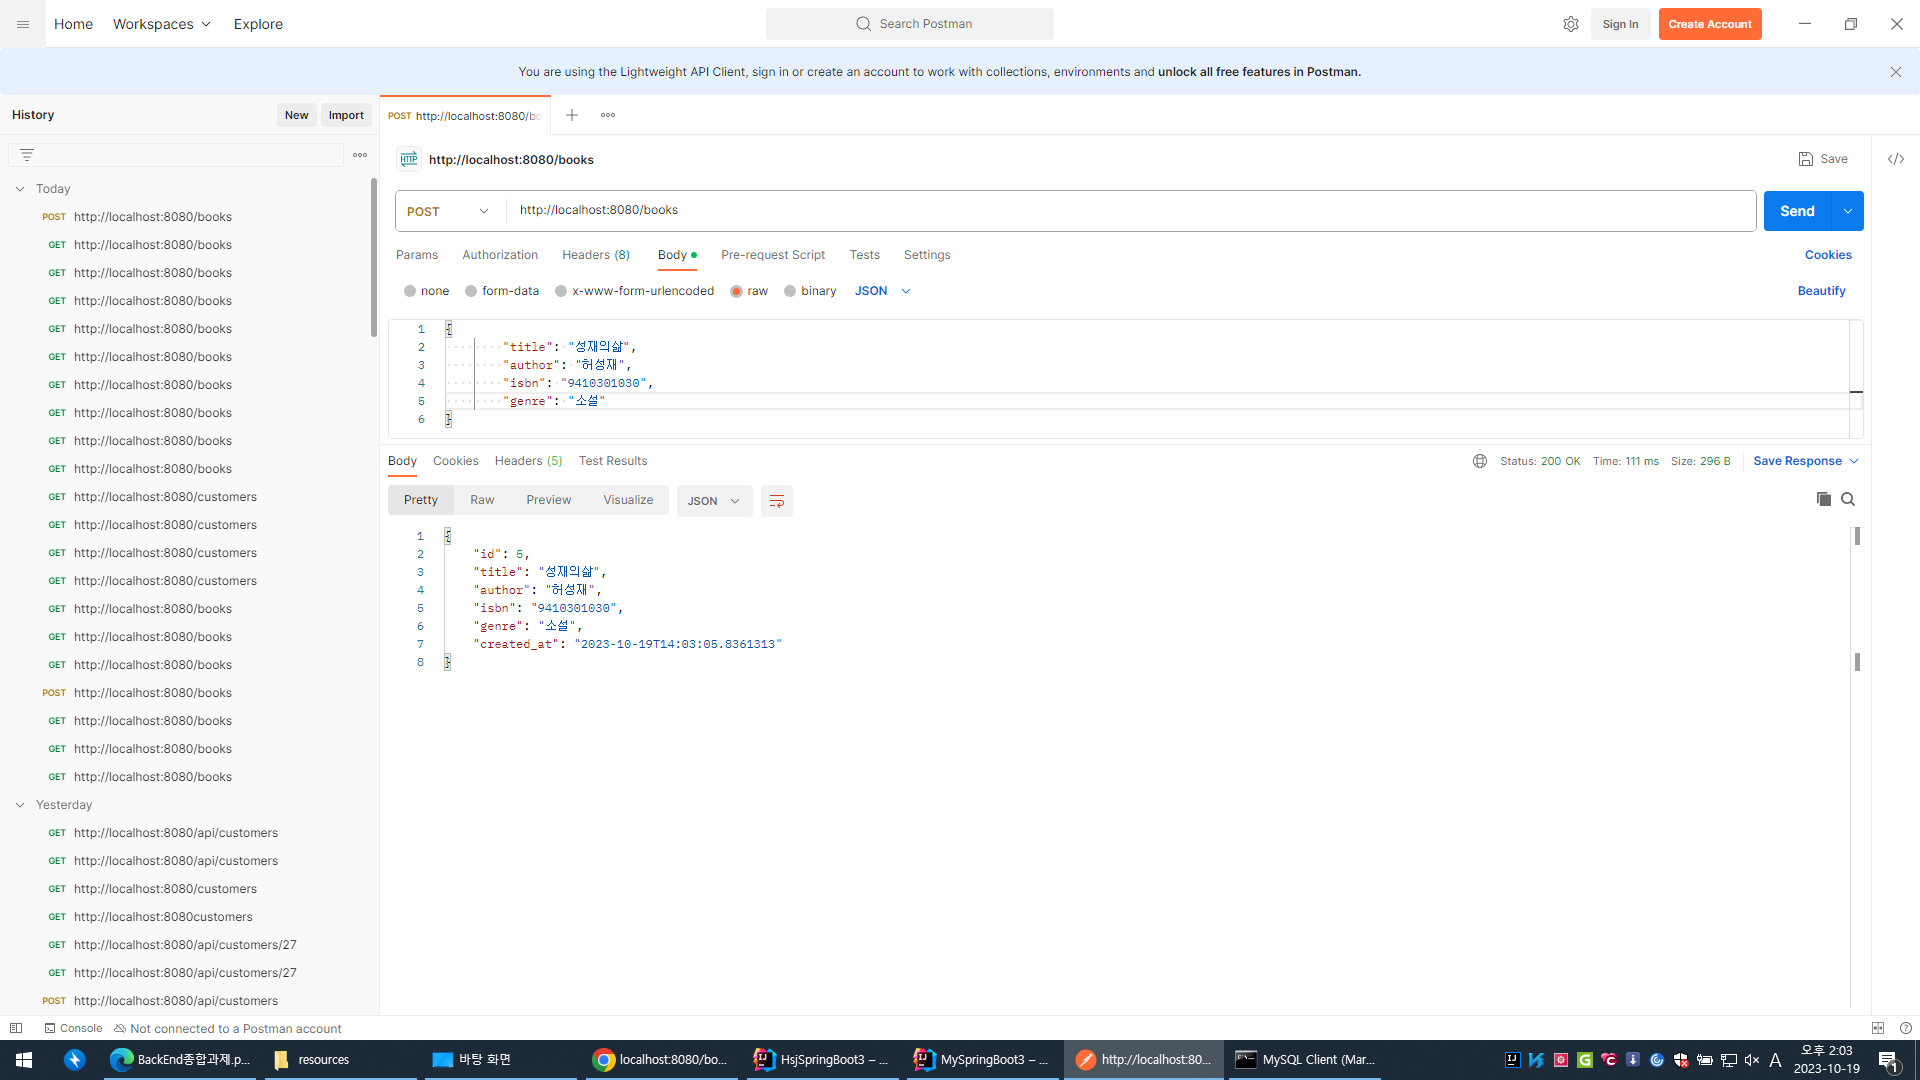 Home Workspaces Explore
Search Postman
Sign In Create Account
You are using the Lightweight API Client, sign in or create an account to work with collections, environments and unlock all free features in Postman.
History New Import
Today
POST http://localhost:8080/books
GET http://localhost:8080/books
GET http://localhost:8080/books
GET http://localhost:8080/books
GET http://localhost:8080/books
GET http://localhost:8080/books
GET http://localhost:8080/books
GET http://localhost:8080/books
GET http://localhost:8080/books
GET http://localhost:8080/books
GET http://localhost:8080/customers
GET http://localhost:8080/customers
GET http://localhost:8080/customers
GET http://localhost:8080/customers
GET http://localhost:8080/books
GET http://localhost:8080/books
GET http://localhost:8080/books
POST http://localhost:8080/books
GET http://localhost:8080/books
GET http://localhost:8080/books
GET http://localhost:8080/books
Yesterday
GET http://localhost:8080/api/customers
GET http://localhost:8080/api/customers
GET http://localhost:8080/customers
GET http://localhost:8080customers
GET http://localhost:8080/api/customers/27
GET http://localhost:8080/api/customers/27
POST http://localhost:8080/api/customers
POST http://localhost:8080/bo
HTTP http://localhost:8080/books
Save
POST http://localhost:8080/books
Send
Params Authorization Headers (8) Body Pre-request Script Tests Settings
Cookies
none form-data x-www-form-urlencoded raw binary JSON
Beautify
1 {
2 "title": "성재의삶",
3 "author": "허성재",
4 "isbn": "9410301030",
5 "genre": "소설"
6 }
Body Cookies Headers (5) Test Results
Status: 200 OK Time: 111 ms Size: 296 B Save Response
Pretty Raw Preview Visualize JSON
1 {
2 "id": 5,
3 "title": "성재의삶",
4 "author": "허성재",
5 "isbn": "9410301030",
6 "genre": "소설",
7 "created_at": "2023-10-19T14:03:05.8361313"
8 }
Console Not connected to a Postman account
BackEnd종합과제.p... resources 바탕 화면 localhost:8080/bo... HsjSpringBoot3 – ... MySpringBoot3 – ... http://localhost:80... MySQL Client (Mar...
A
오후 2:03
2023-10-19
1